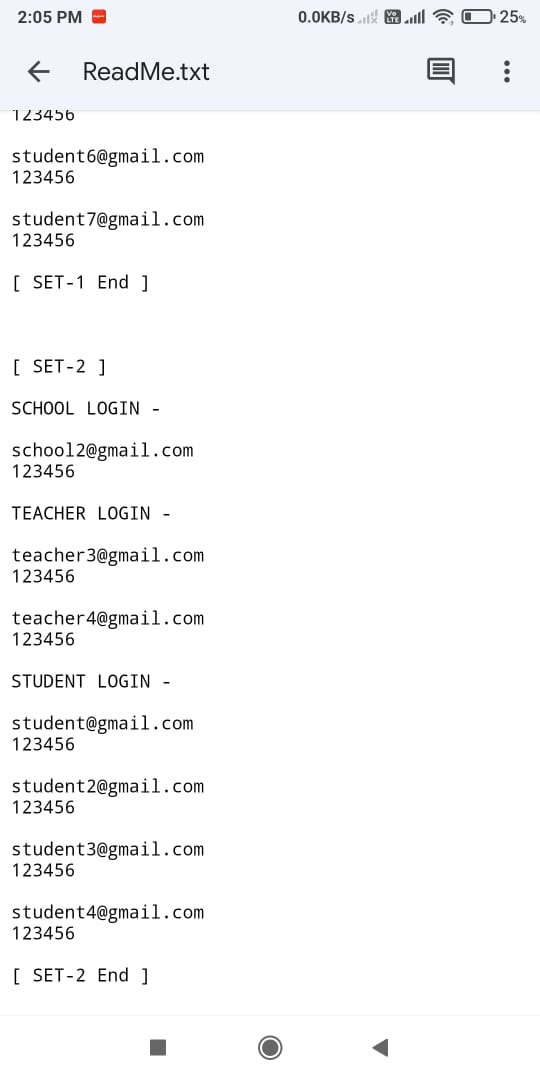 2:05 PM 0.0KB/s Vo LTE 25%
ReadMe.txt
123456
student6@gmail.com
123456
student7@gmail.com
123456
[ SET-1 End ]
[ SET-2 ]
SCHOOL LOGIN -
school2@gmail.com
123456
TEACHER LOGIN -
teacher3@gmail.com
123456
teacher4@gmail.com
123456
STUDENT LOGIN -
student@gmail.com
123456
student2@gmail.com
123456
student3@gmail.com
123456
student4@gmail.com
123456
[ SET-2 End ]